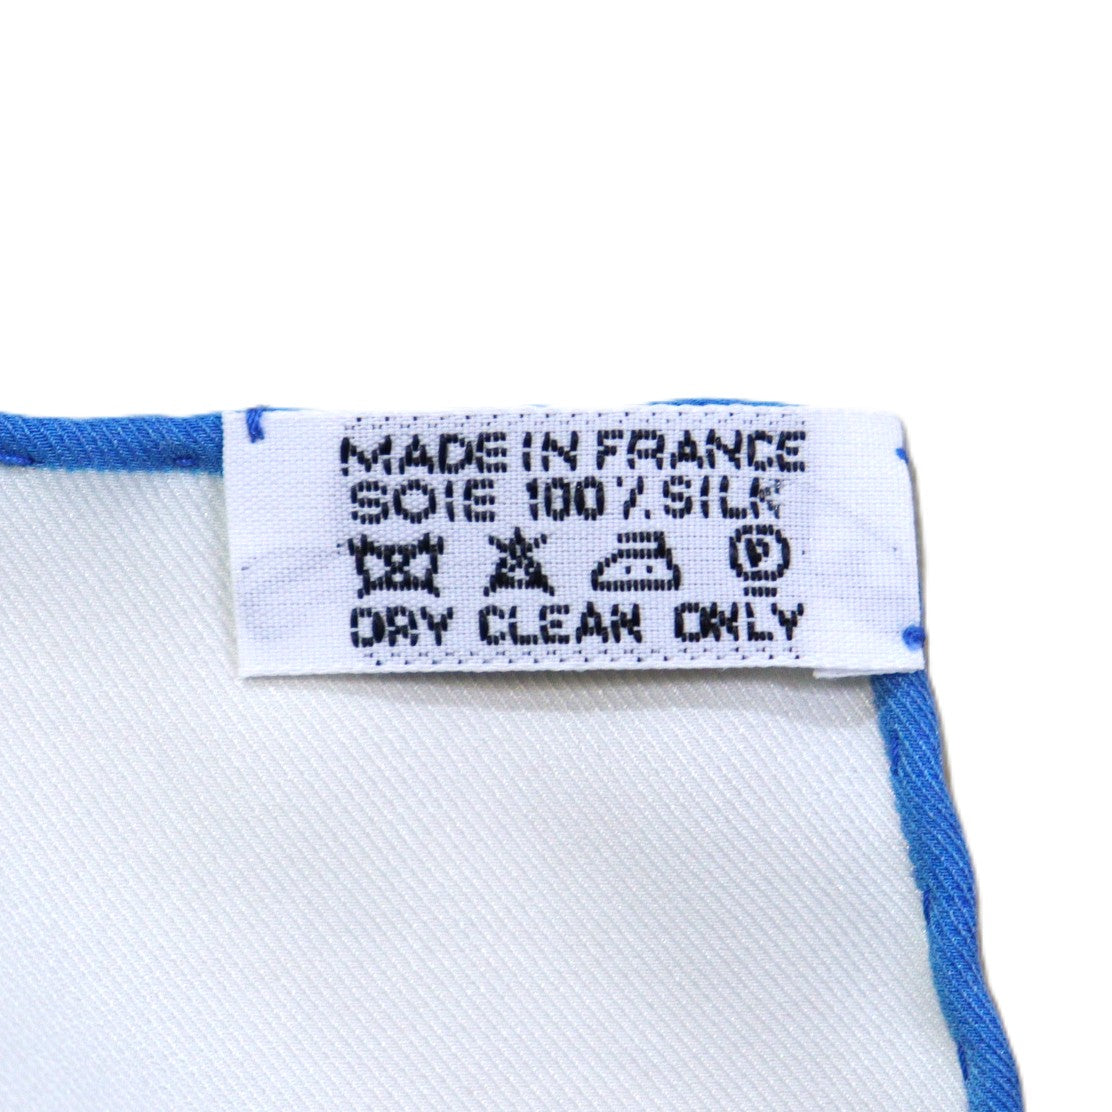 MADE IN FRANCE
SOIE 100% SILK
P
DRY CLEAN ONLY